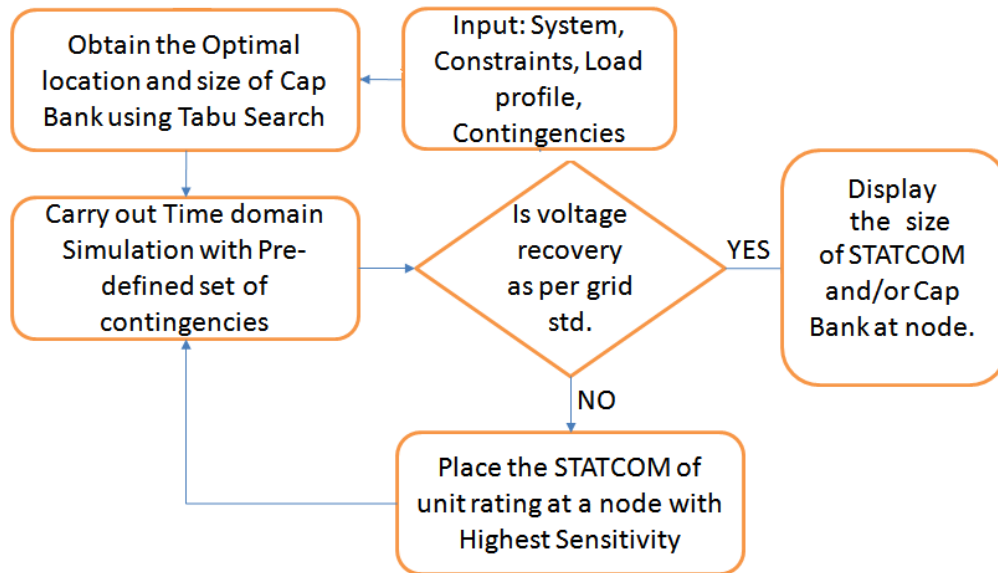 Obtain the Optimal
location and size of Cap
Bank using Tabu Search
Input: System,
Constraints, Load
profile,
Contingencies
Carry out Time domain
Simulation with Pre-
defined set of
contingencies
Is voltage
recovery
as per grid
std.
YES
Display
the size
of STATCOM
and/or Cap
Bank at node.
NO
Place the STATCOM of
unit rating at a node with
Highest Sensitivity